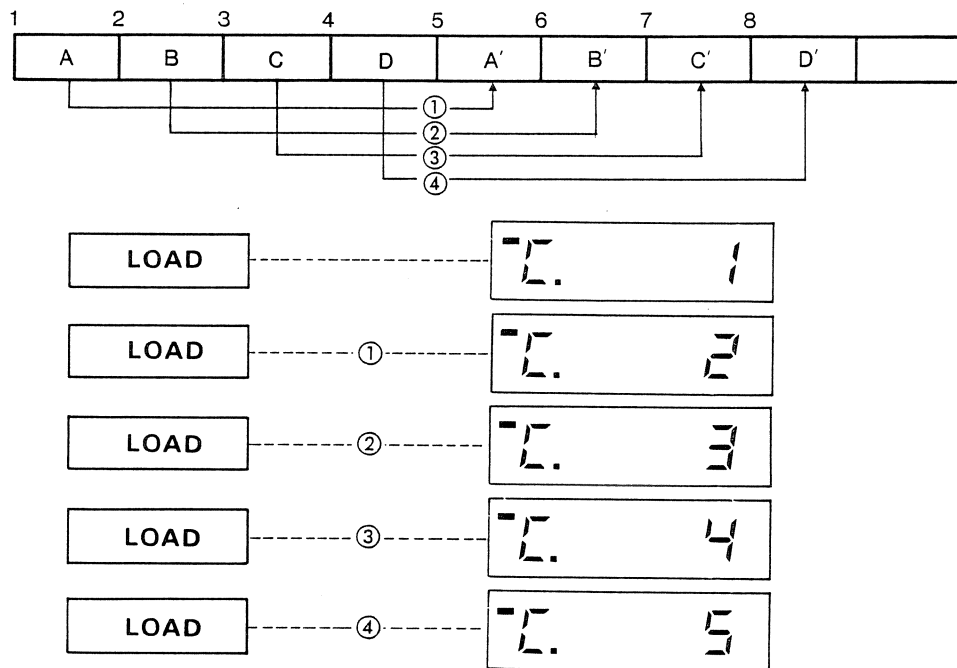 1 2 3 4 5 6 7 8
A B C D A′ B′ C′ D′
①
②
③
④
LOAD ‾C. 1
LOAD ① ‾C. 2
LOAD ② ‾C. 3
LOAD ③ ‾C. 4
LOAD ④ ‾C. 5